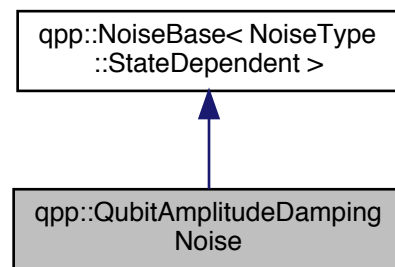 qpp::NoiseBase< NoiseType
::StateDependent >
qpp::QubitAmplitudeDamping
Noise